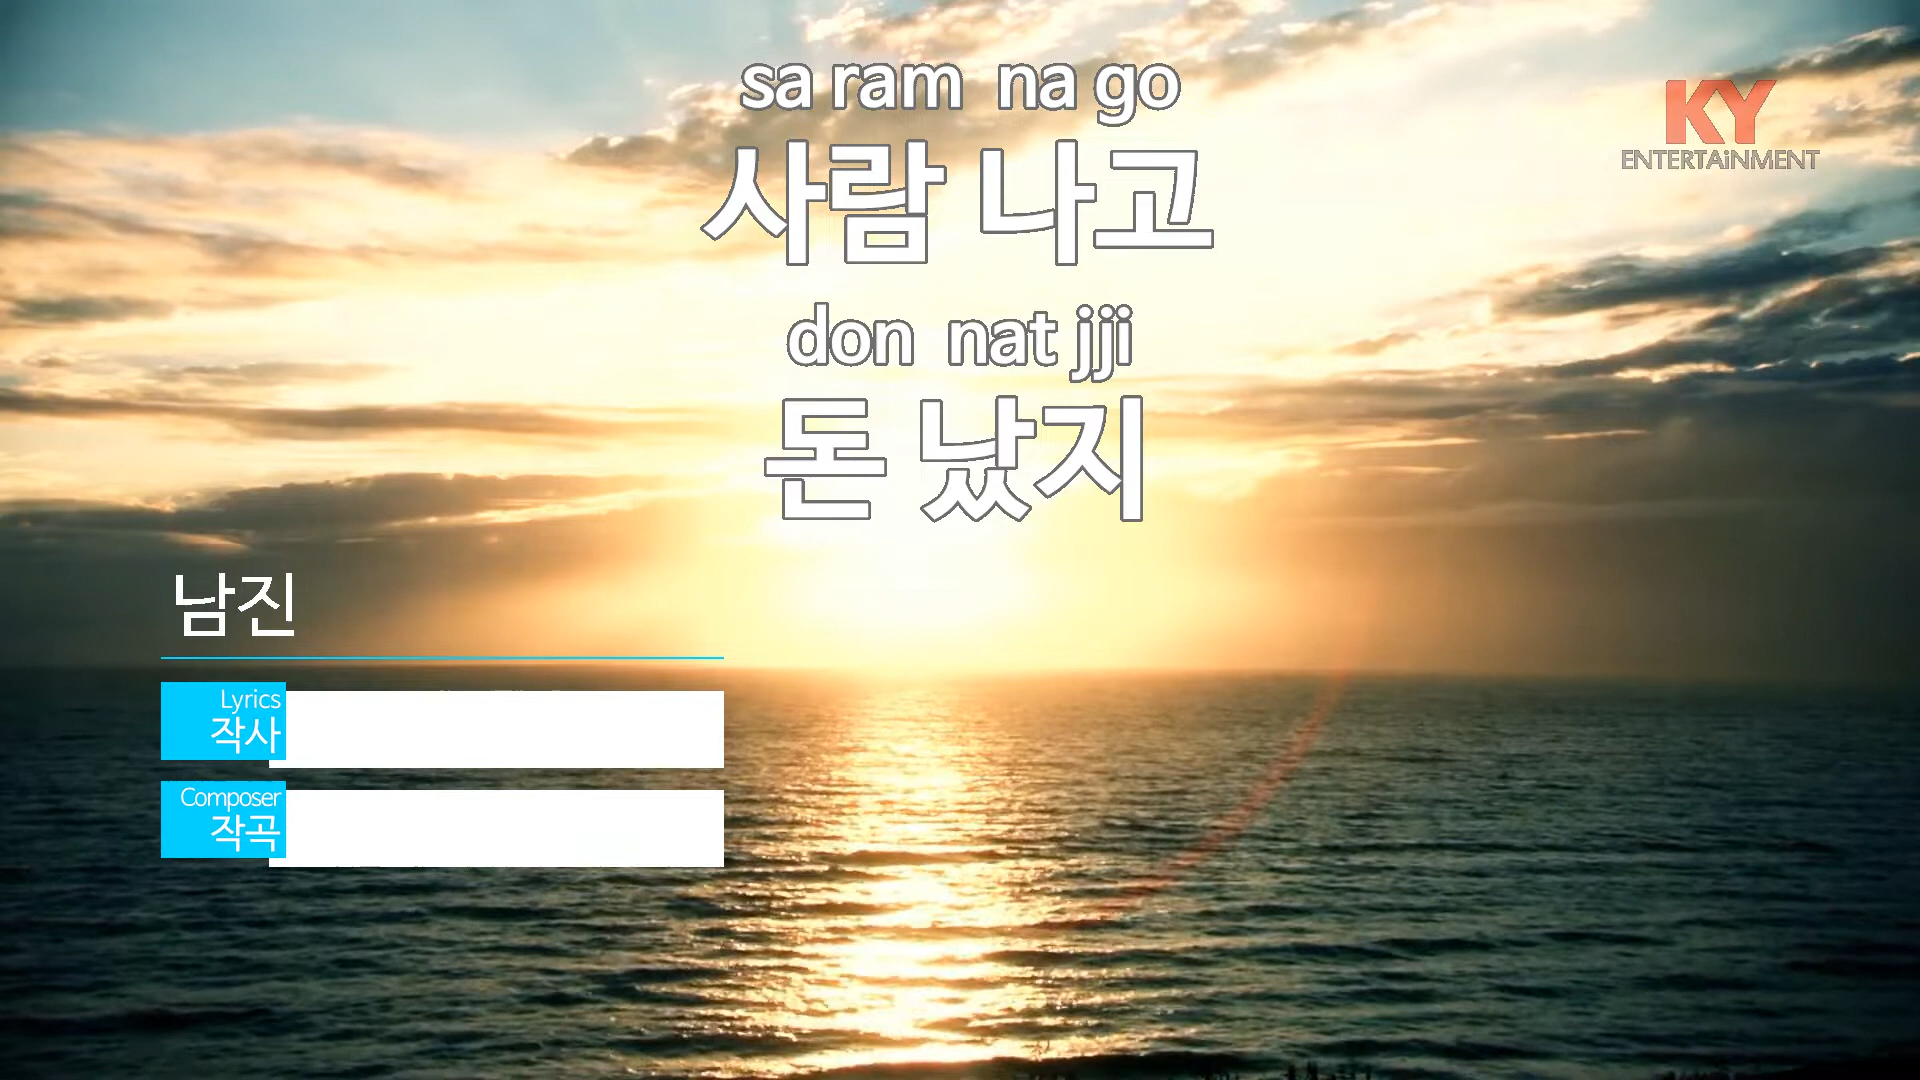 sa ram na go
사람 나고
KY
ENTERTAiNMENT
don nat jji
돈 났지
남진
Lyrics
작사
Composer
작곡